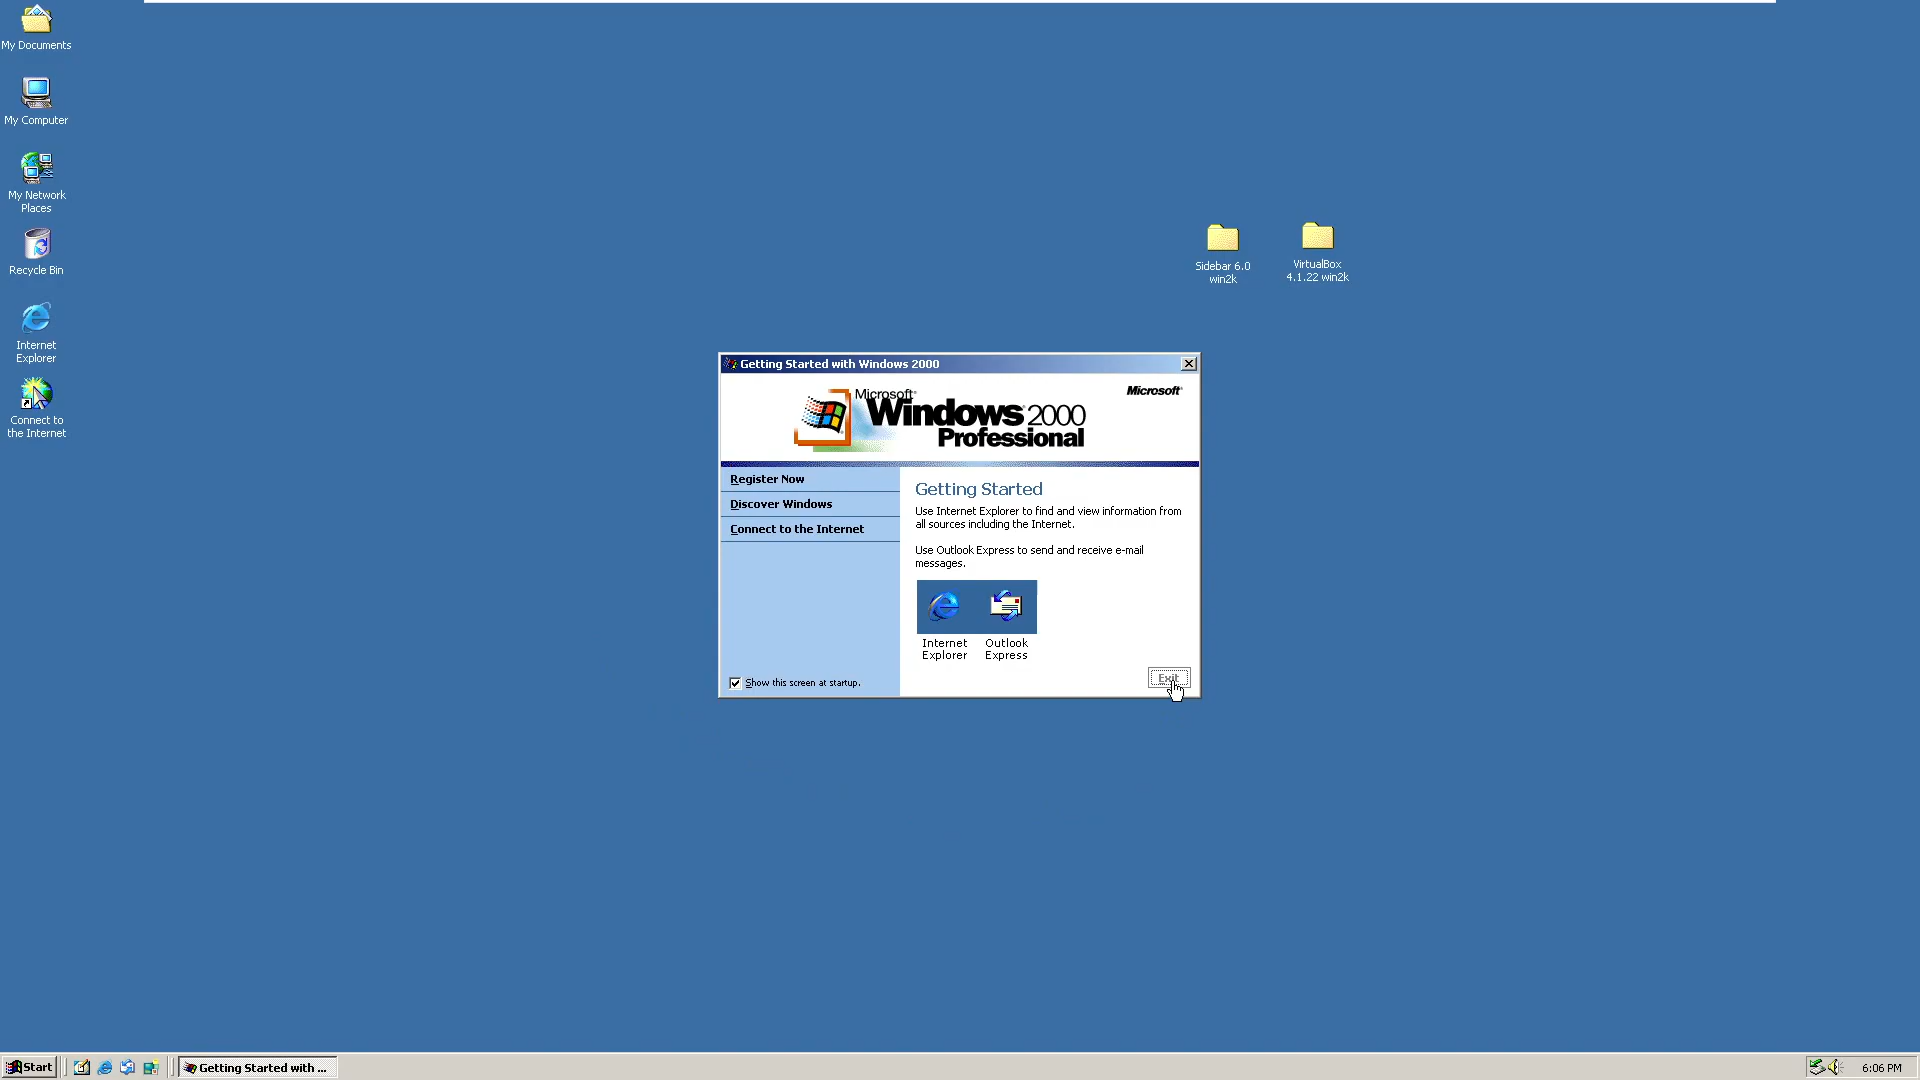 My Documents
My Computer
My Network
Places
Recycle Bin
Internet
Explorer
Connect to
the Internet
Sidebar 6.0
win2k
VirtualBox
4.1.22 win2k
Getting Started with Windows 2000
Microsoft
Windows 2000
Professional
Microsoft
Register Now
Discover Windows
Connect to the Internet
Show this screen at startup.
Getting Started
Use Internet Explorer to find and view information from
all sources including the Internet.
Use Outlook Express to send and receive e-mail
messages.
Internet
Explorer
Outlook
Express
Exit
Start
Getting Started with ...
6:06 PM